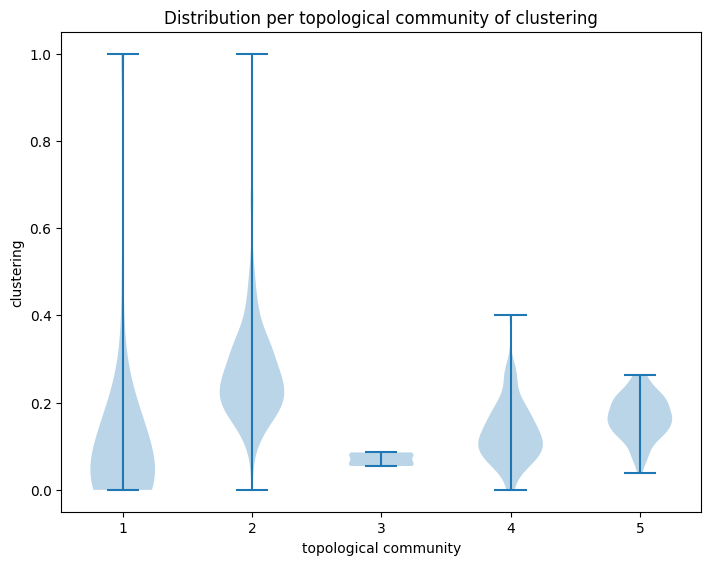 Distribution per topological community of clustering
1.0
0.8
0.6
0.4
0.2
0.0
clustering
1 2 3 4 5
topological community